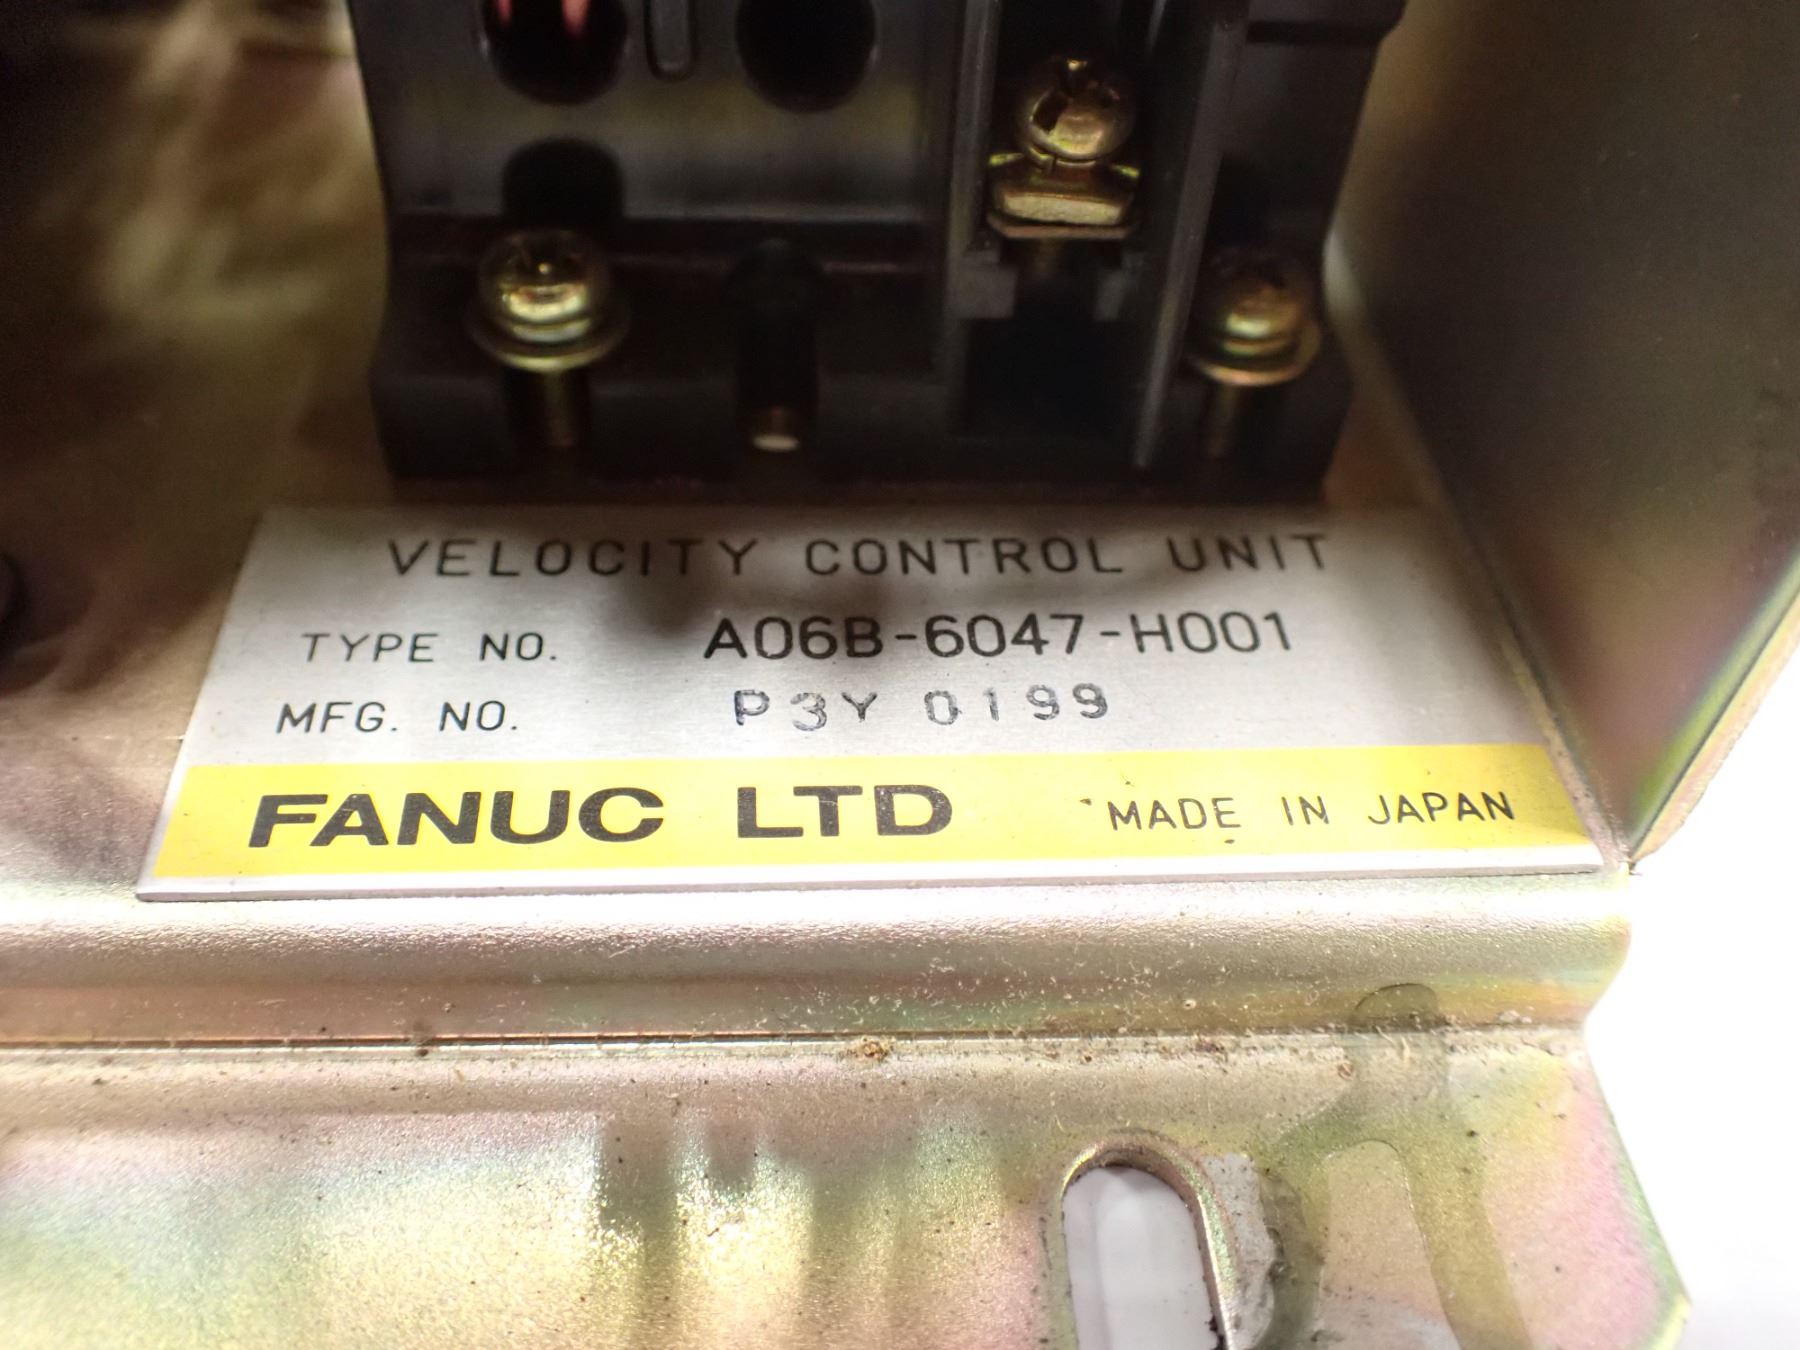 VELOCITY CONTROL UNIT
TYPE NO. A06B-6047-H001
MFG. NO. P3Y 0199
FANUC LTD MADE IN JAPAN